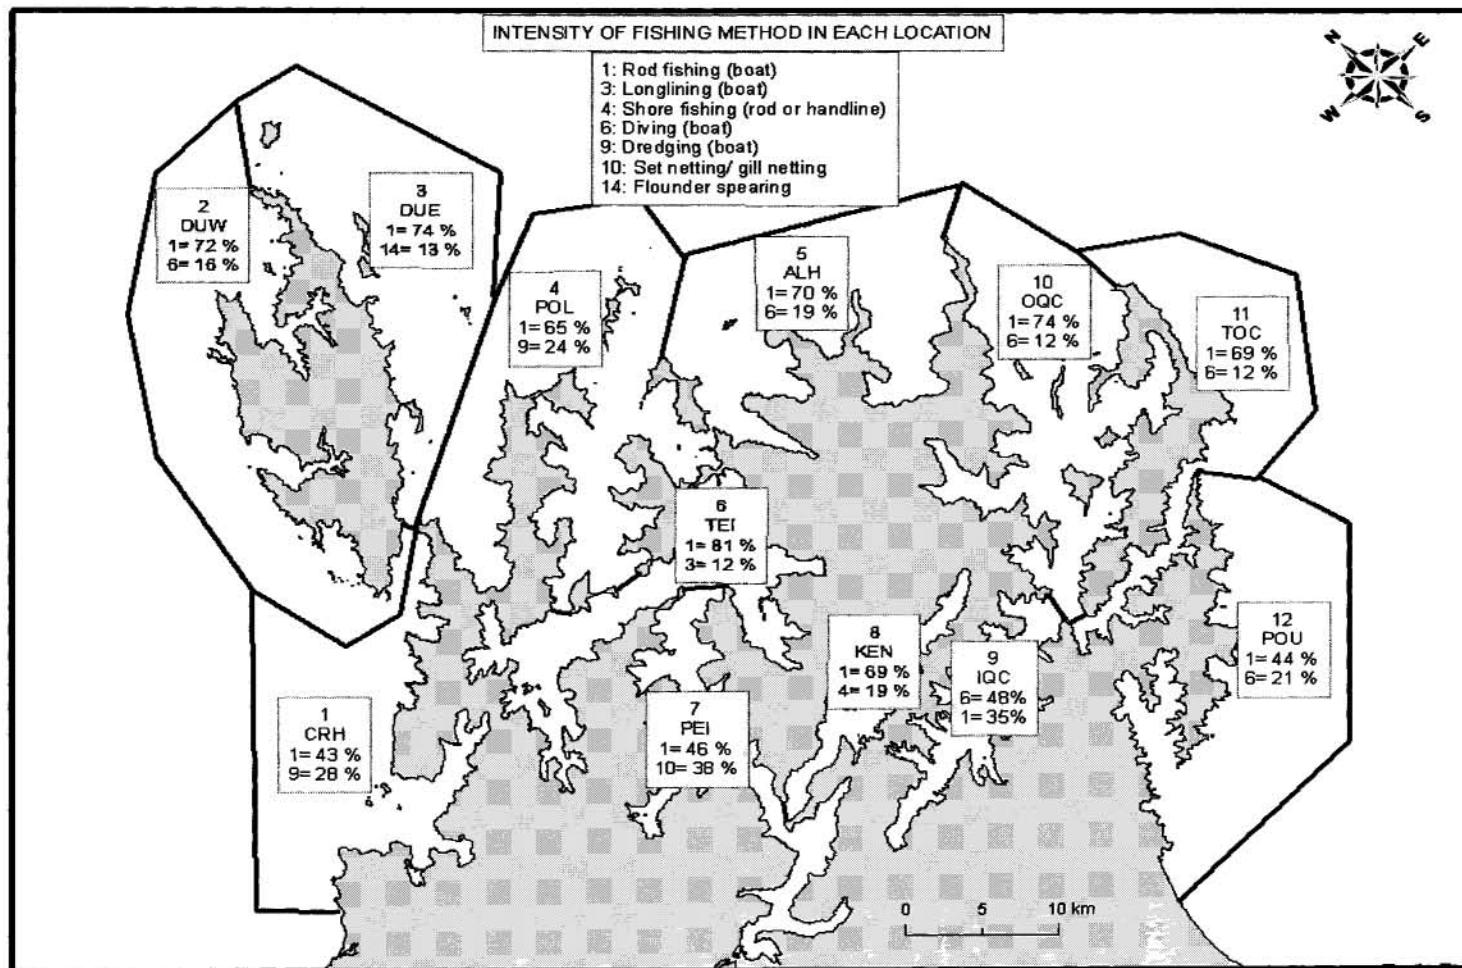 INTENSITY OF FISHING METHOD IN EACH LOCATION
1: Rod fishing (boat)
3: Longlining (boat)
4: Shore fishing (rod or handline)
6: Diving (boat)
9: Dredging (boat)
10: Set netting/ gill netting
14: Flounder spearing
N
E
W
S
2
DUW
1= 72 %
6= 16 %
3
DUE
1= 74 %
14= 13 %
4
POL
1= 65 %
9= 24 %
5
ALH
1= 70 %
6= 19 %
10
OQC
1= 74 %
6= 12 %
11
TOC
1= 69 %
6= 12 %
6
TEI
1= 81 %
3= 12 %
12
POU
1= 44 %
6= 21 %
8
KEN
1= 69 %
4= 19 %
9
IQC
6= 48%
1= 35%
7
PEI
1= 46 %
10= 38 %
1
CRH
1= 43 %
9= 28 %
0 5 10 km